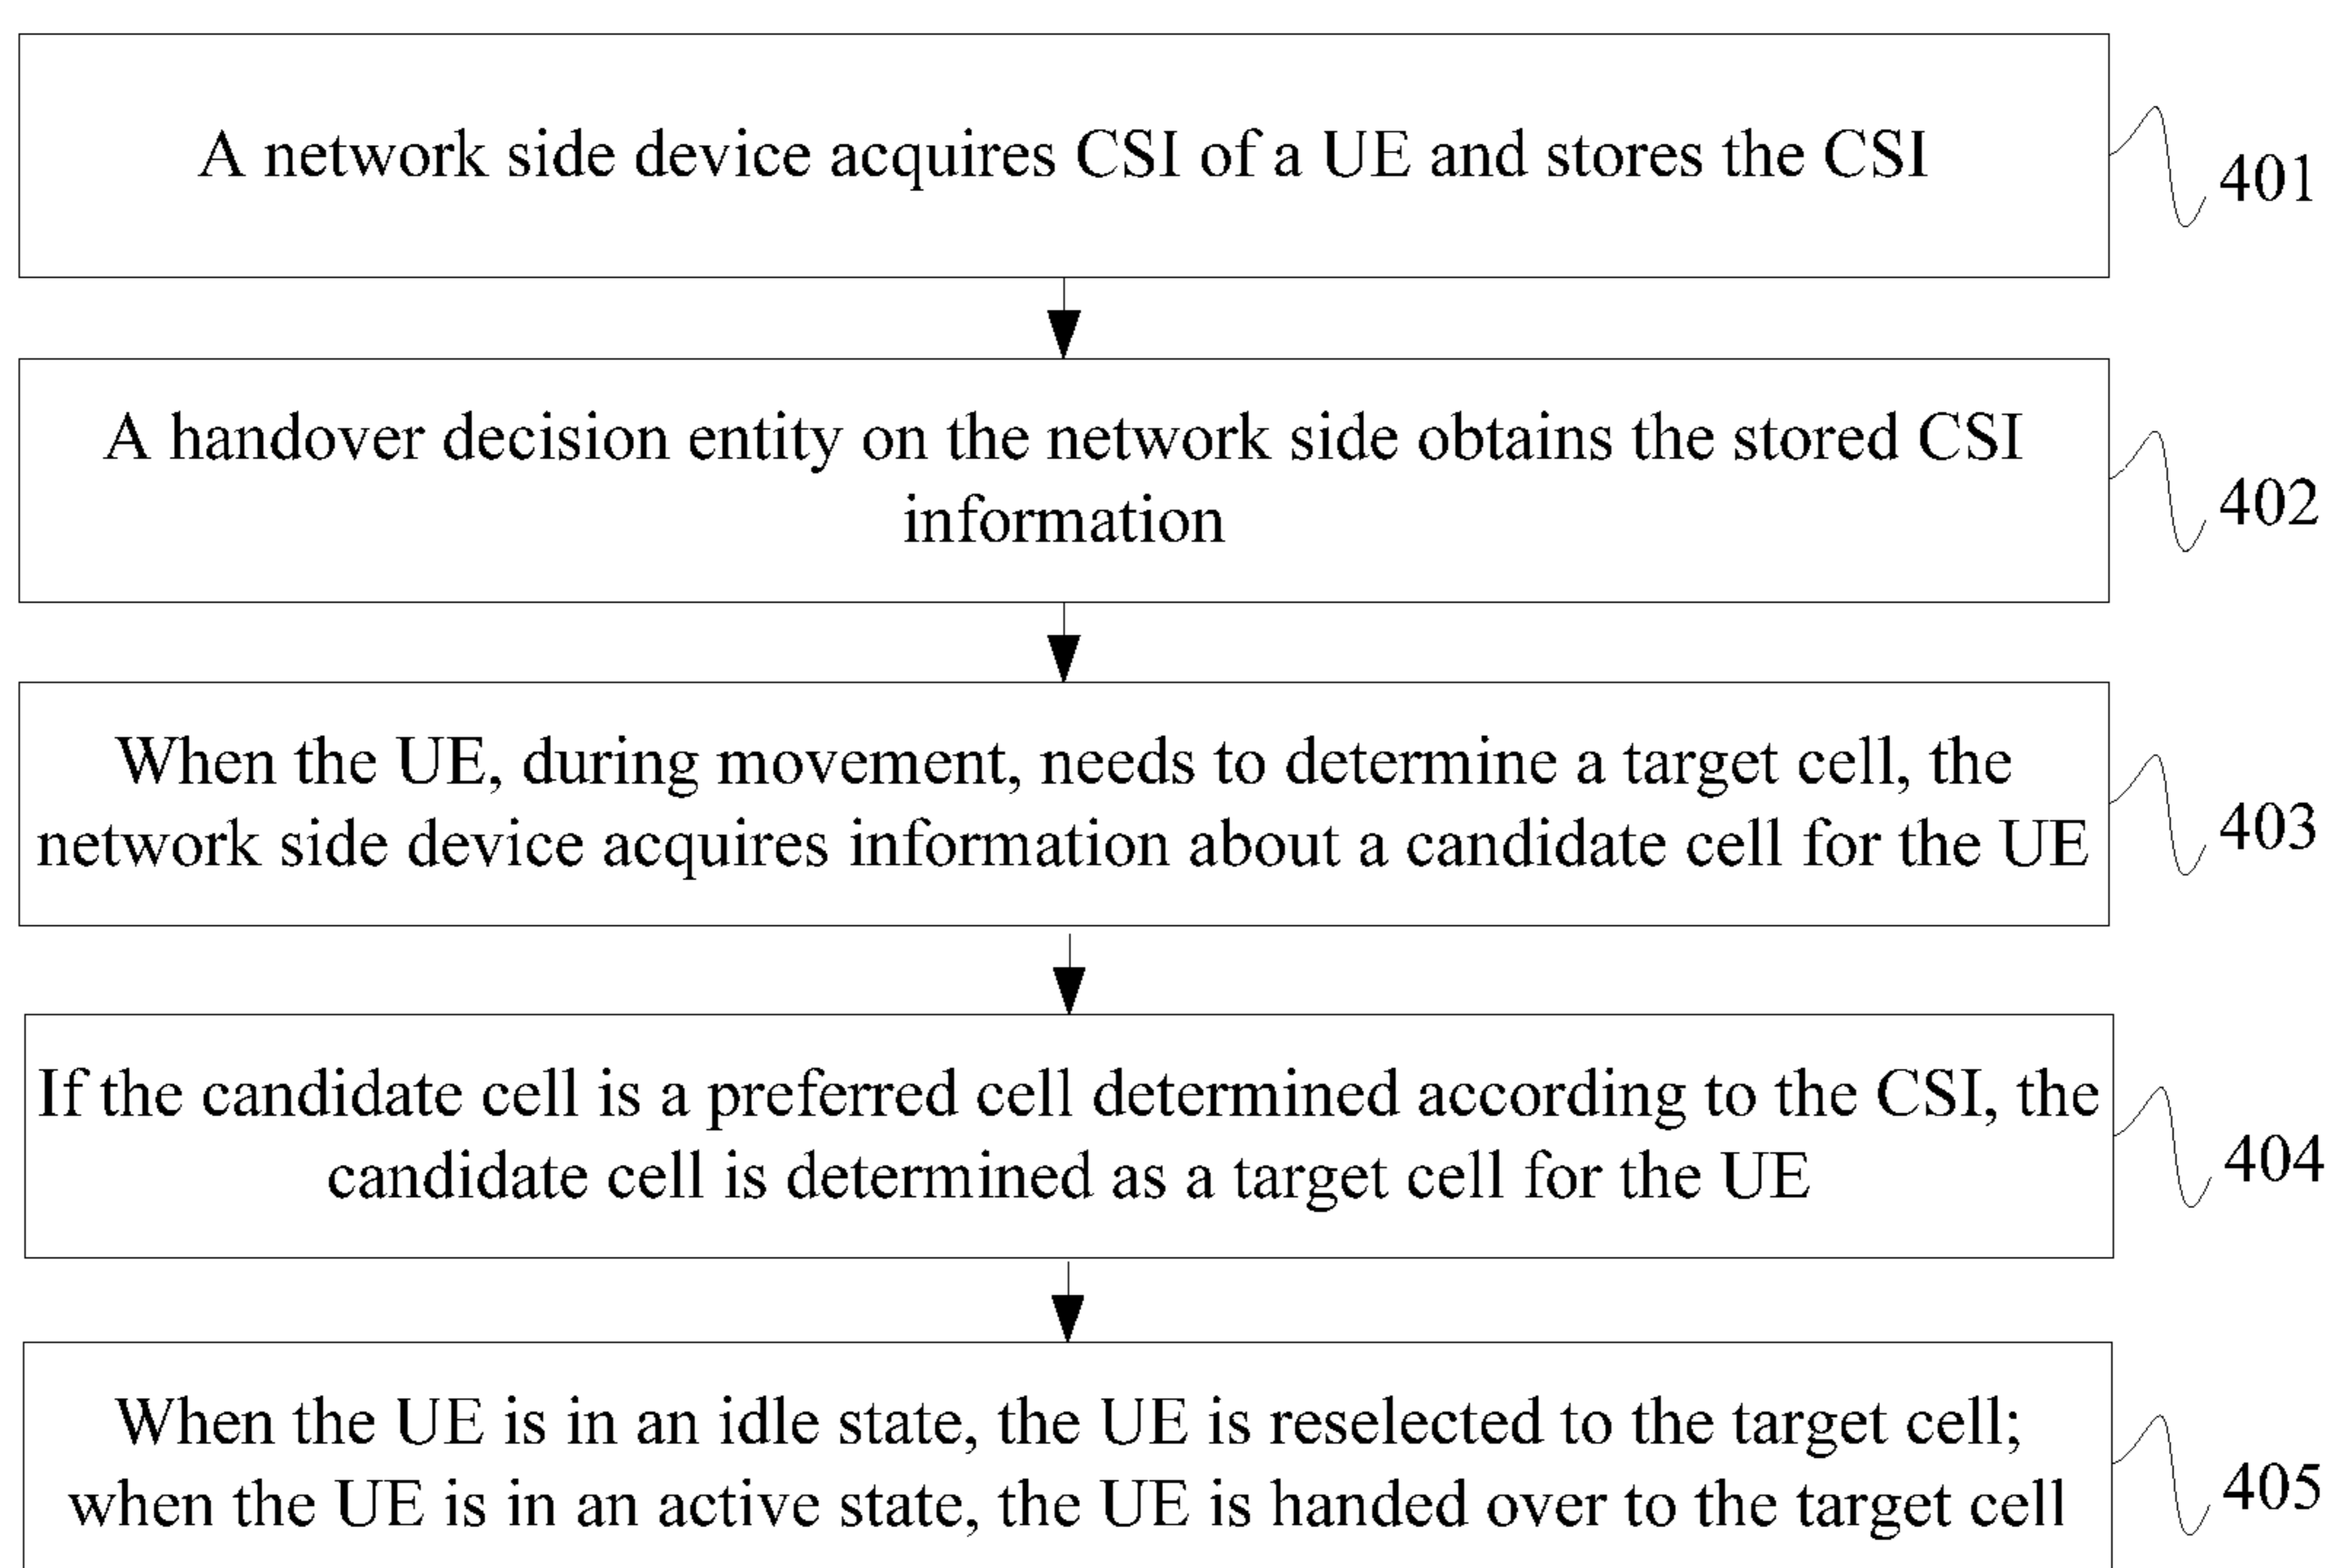 A network side device acquires CSI of a UE and stores the CSI
401
A handover decision entity on the network side obtains the stored CSI
information
402
When the UE, during movement, needs to determine a target cell, the
network side device acquires information about a candidate cell for the UE
403
If the candidate cell is a preferred cell determined according to the CSI, the
candidate cell is determined as a target cell for the UE
404
When the UE is in an idle state, the UE is reselected to the target cell;
when the UE is in an active state, the UE is handed over to the target cell
405